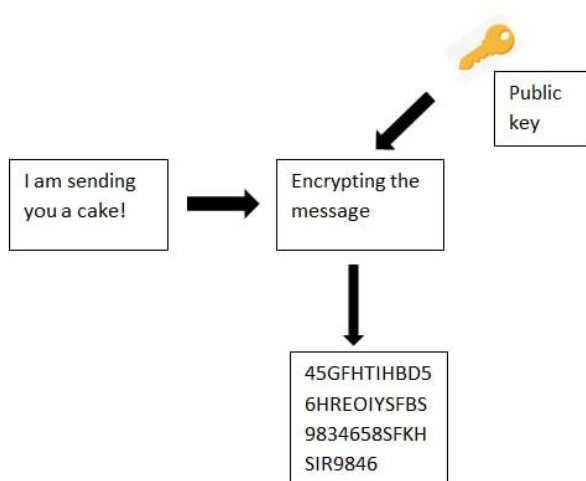 Public
key
I am sending
you a cake!
Encrypting the
message
45GFHTIHBD5
6HREOIYSFBS
9834658SFKH
SIR9846